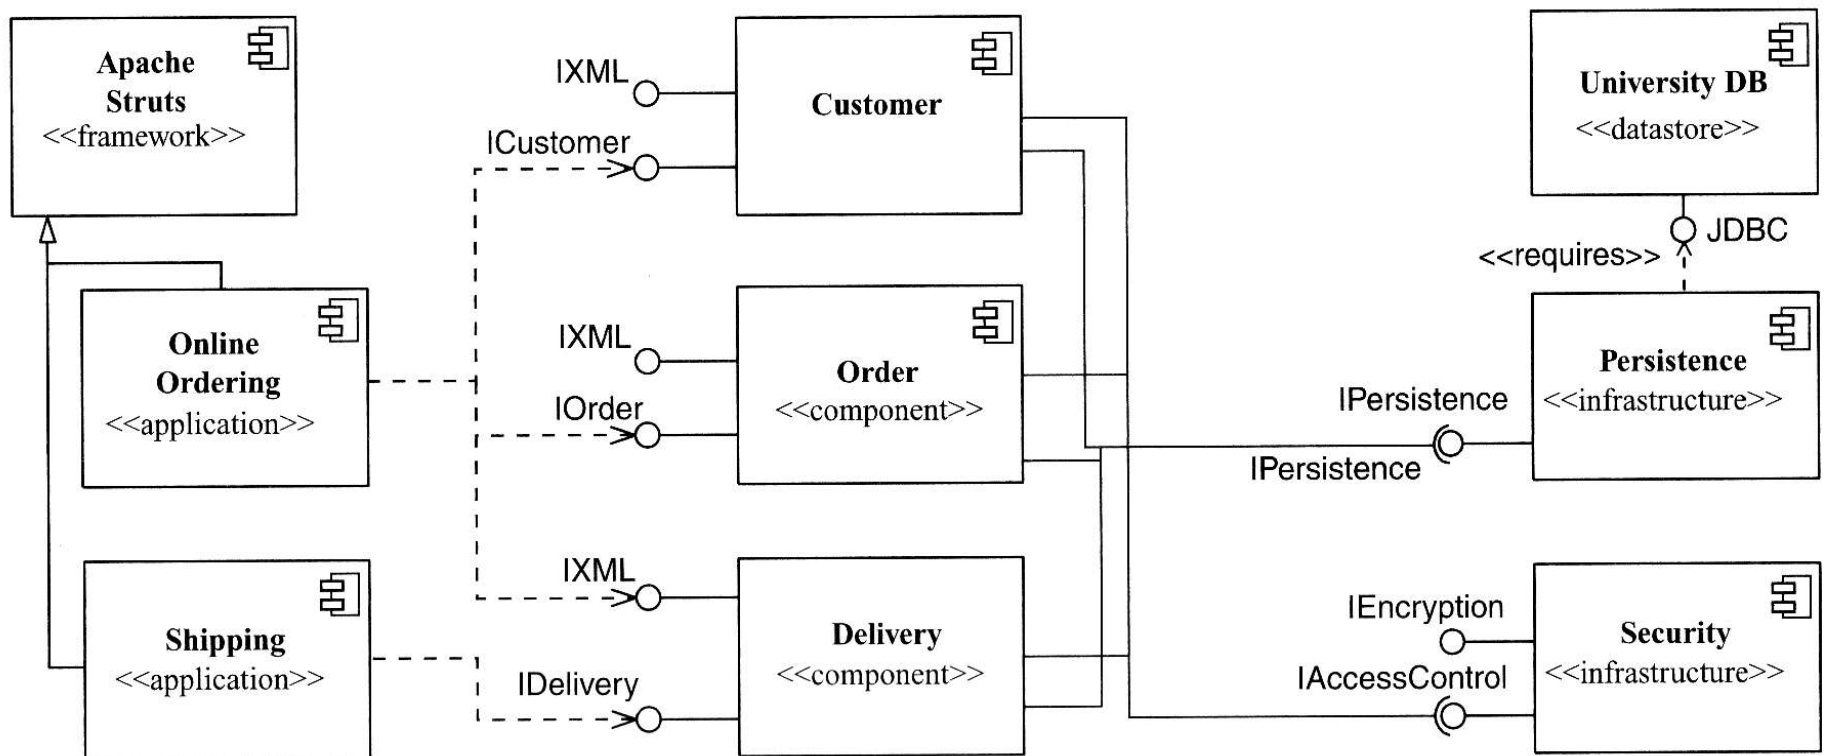 Apache
Struts
<<framework>>
IXML
ICustomer
Customer
University DB
<<datastore>>
JDBC
<<requires>>
Online
Ordering
<<application>>
IXML
IOrder
Order
<<component>>
IPersistence
IPersistence
Persistence
<<infrastructure>>
Shipping
<<application>>
IXML
IDelivery
Delivery
<<component>>
IEncryption
IAccessControl
Security
<<infrastructure>>